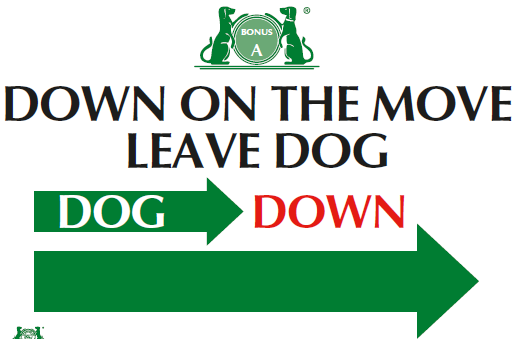 BONUS
A
®
DOWN ON THE MOVE
LEAVE DOG
DOG DOWN